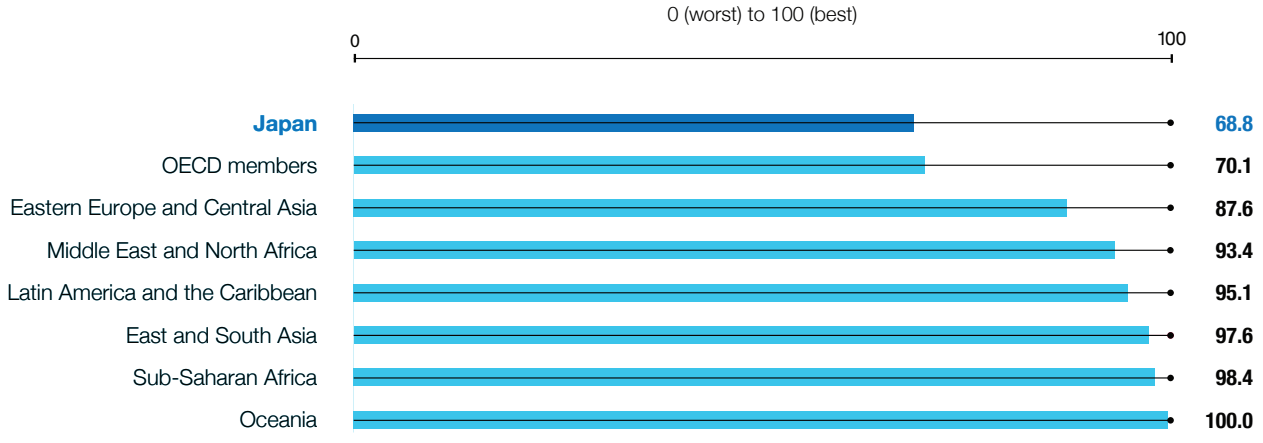 0 (worst) to 100 (best)
0 100
Japan 68.8
OECD members 70.1
Eastern Europe and Central Asia 87.6
Middle East and North Africa 93.4
Latin America and the Caribbean 95.1
East and South Asia 97.6
Sub-Saharan Africa 98.4
Oceania 100.0